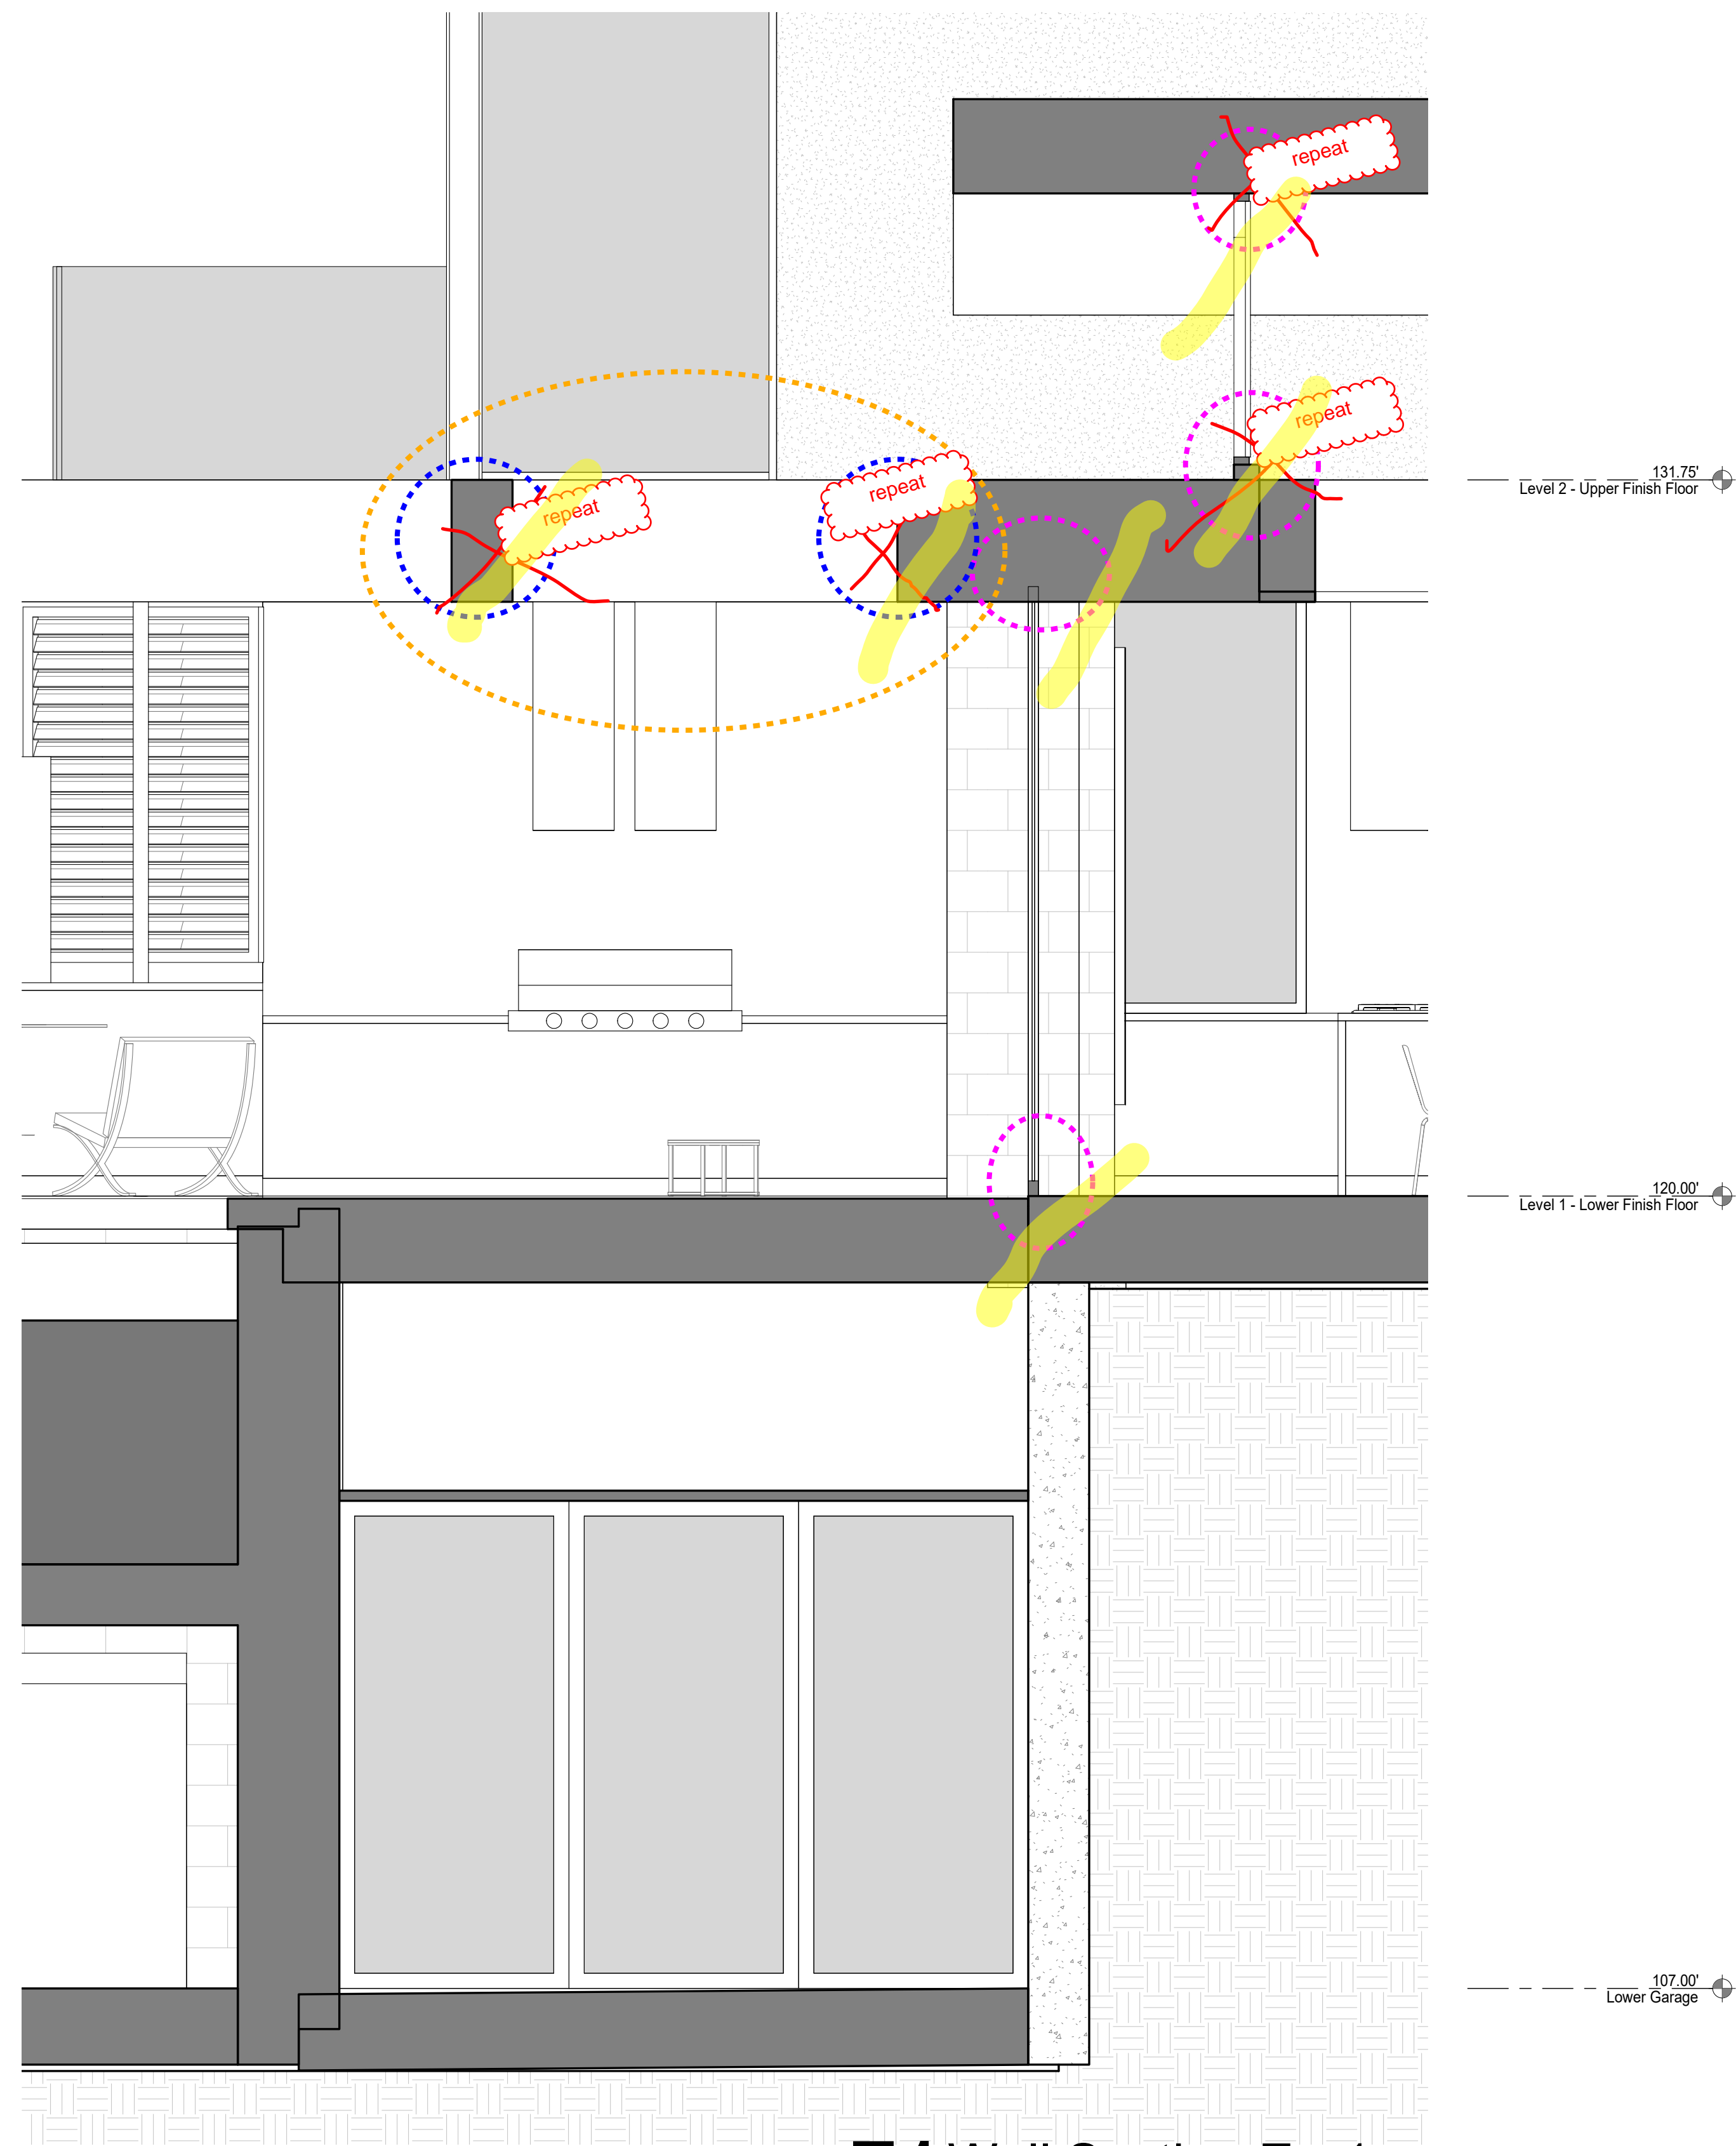 repeat
repeat
repeat
repeat
131.75'
Level 2 - Upper Finish Floor
120.00'
Level 1 - Lower Finish Floor
107.00'
Lower Garage